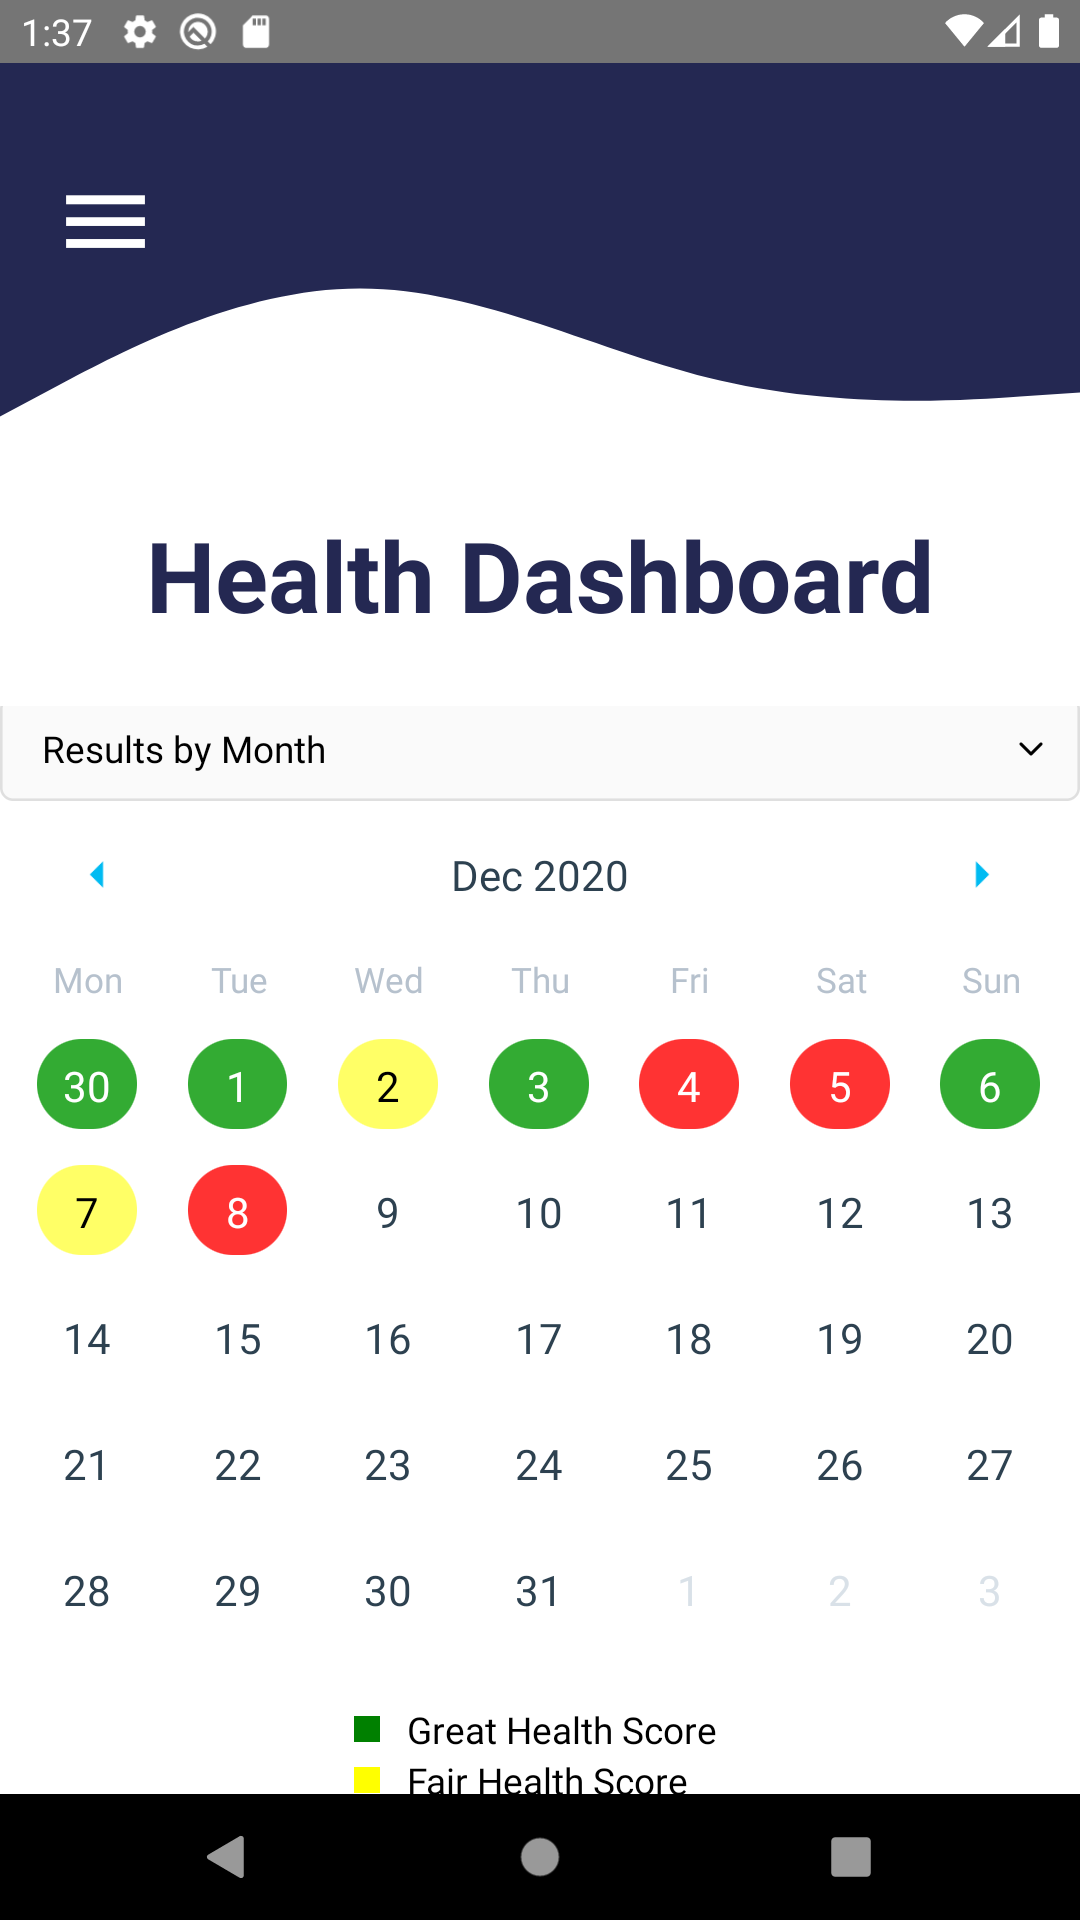 1:37
Health Dashboard
Results by Month
Dec 2020
Mon Tue Wed Thu Fri Sat Sun
30 1 2 3 4 5 6
7 8 9 10 11 12 13
14 15 16 17 18 19 20
21 22 23 24 25 26 27
28 29 30 31 1 2 3
Great Health Score
Fair Health Score